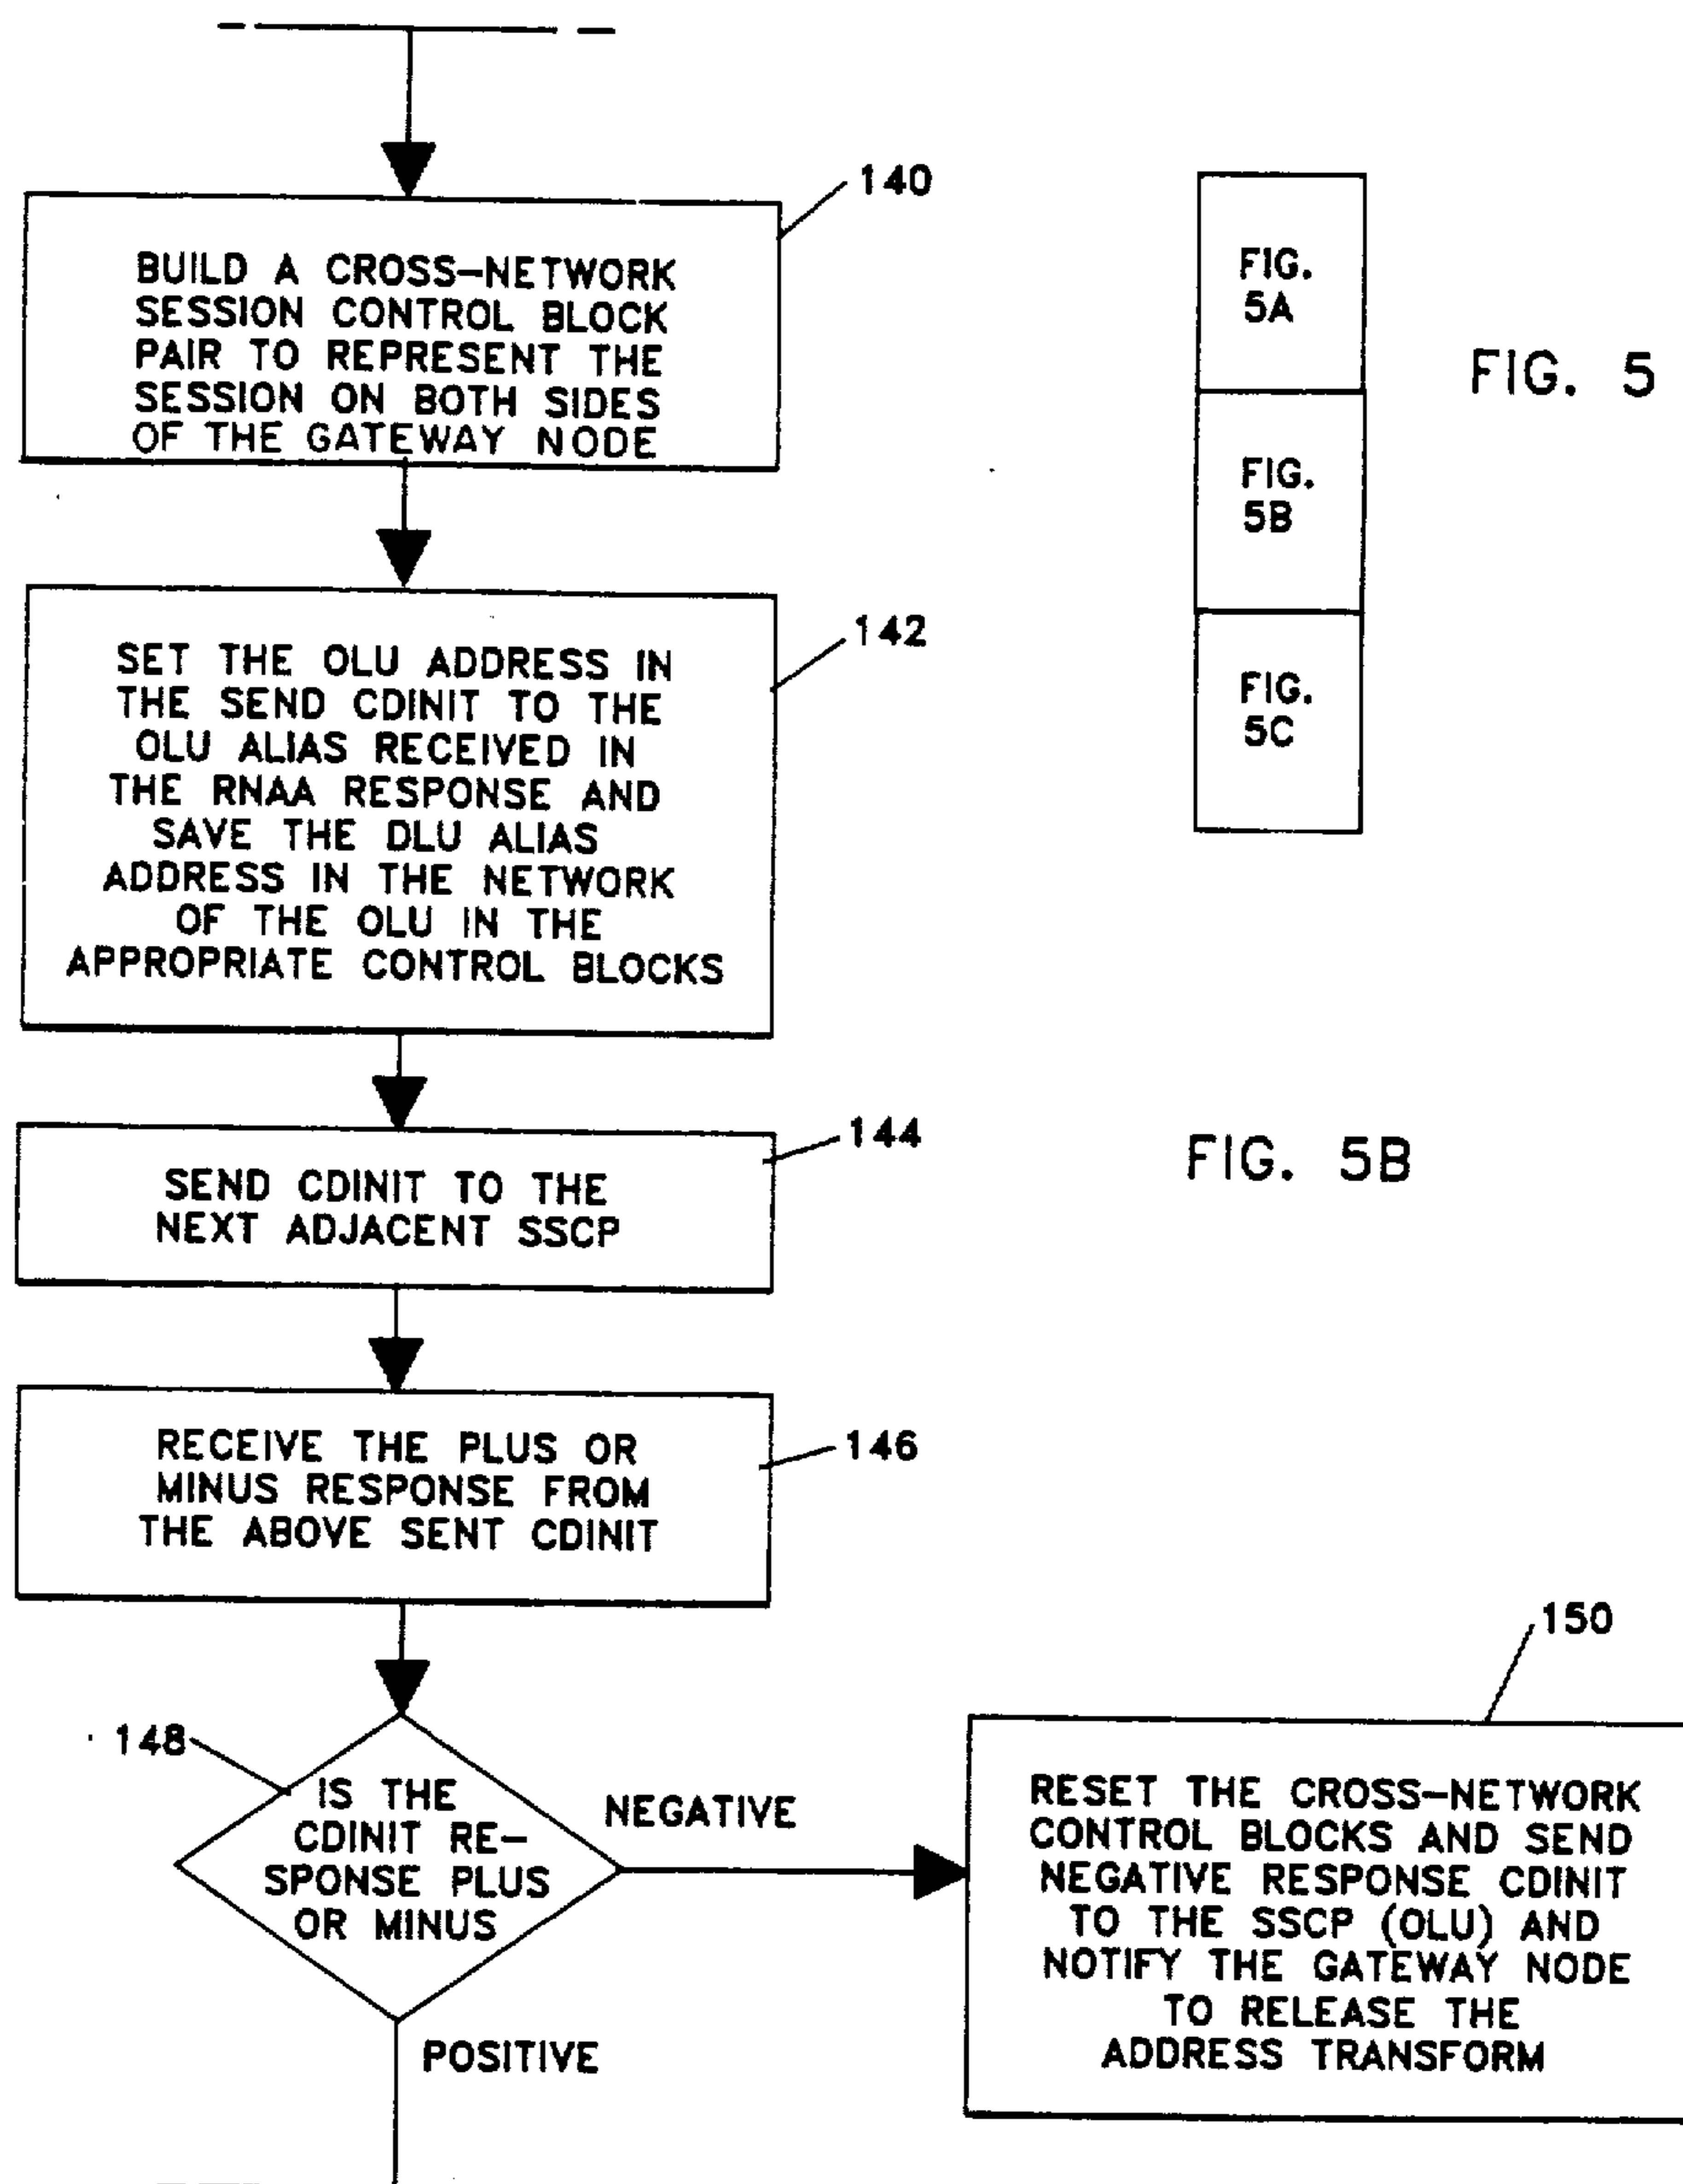 140
BUILD A CROSS-NETWORK
SESSION CONTROL BLOCK
PAIR TO REPRESENT THE
SESSION ON BOTH SIDES
OF THE GATEWAY NODE
FIG.
5A
FIG.
5B
FIG.
5C
FIG. 5
142
SET THE OLU ADDRESS IN
THE SEND CDINIT TO THE
OLU ALIAS RECEIVED IN
THE RNAA RESPONSE AND
SAVE THE DLU ALIAS
ADDRESS IN THE NETWORK
OF THE OLU IN THE
APPROPRIATE CONTROL BLOCKS
144
SEND CDINIT TO THE
NEXT ADJACENT SSCP
FIG. 5B
146
RECEIVE THE PLUS OR
MINUS RESPONSE FROM
THE ABOVE SENT CDINIT
148
IS THE
CDINIT RE-
SPONSE PLUS
OR MINUS
NEGATIVE
POSITIVE
150
RESET THE CROSS-NETWORK
CONTROL BLOCKS AND SEND
NEGATIVE RESPONSE CDINIT
TO THE SSCP (OLU) AND
NOTIFY THE GATEWAY NODE
TO RELEASE THE
ADDRESS TRANSFORM